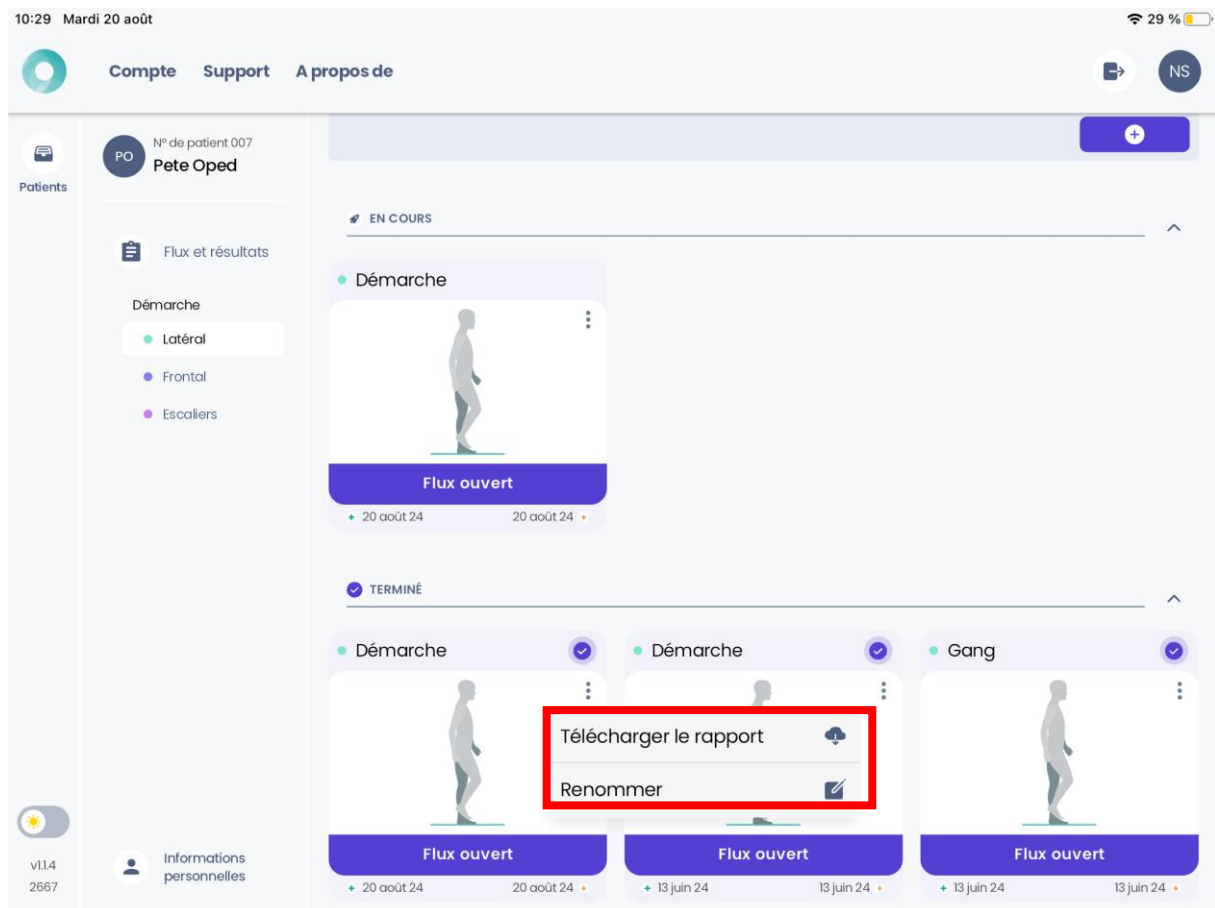 10:29 Mardi 20 août
29 %
Compte Support A propos de
NS
Patients
PO
N° de patient 007
Pete Oped
Flux et résultats
Démarche
Latéral
Frontal
Escaliers
EN COURS
Démarche
Flux ouvert
20 août 24 20 août 24
TERMINÉ
Démarche Démarche Gang
Télécharger le rapport
Renommer
Flux ouvert Flux ouvert Flux ouvert
20 août 24 20 août 24 13 juin 24 13 juin 24 13 juin 24 13 juin 24
v1.1.4
2667
Informations
personnelles